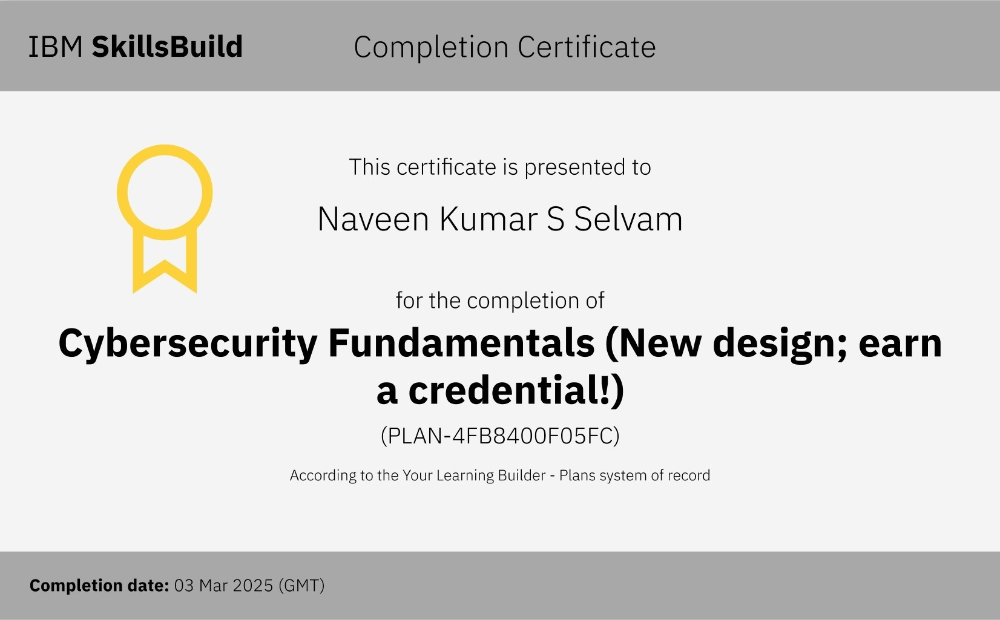 IBM SkillsBuild
Completion Certificate
This certificate is presented to
Naveen Kumar S Selvam
for the completion of
Cybersecurity Fundamentals (New design; earn
a credential!)
(PLAN-4FB8400F05FC)
According to the Your Learning Builder - Plans system of record
Completion date: 03 Mar 2025 (GMT)